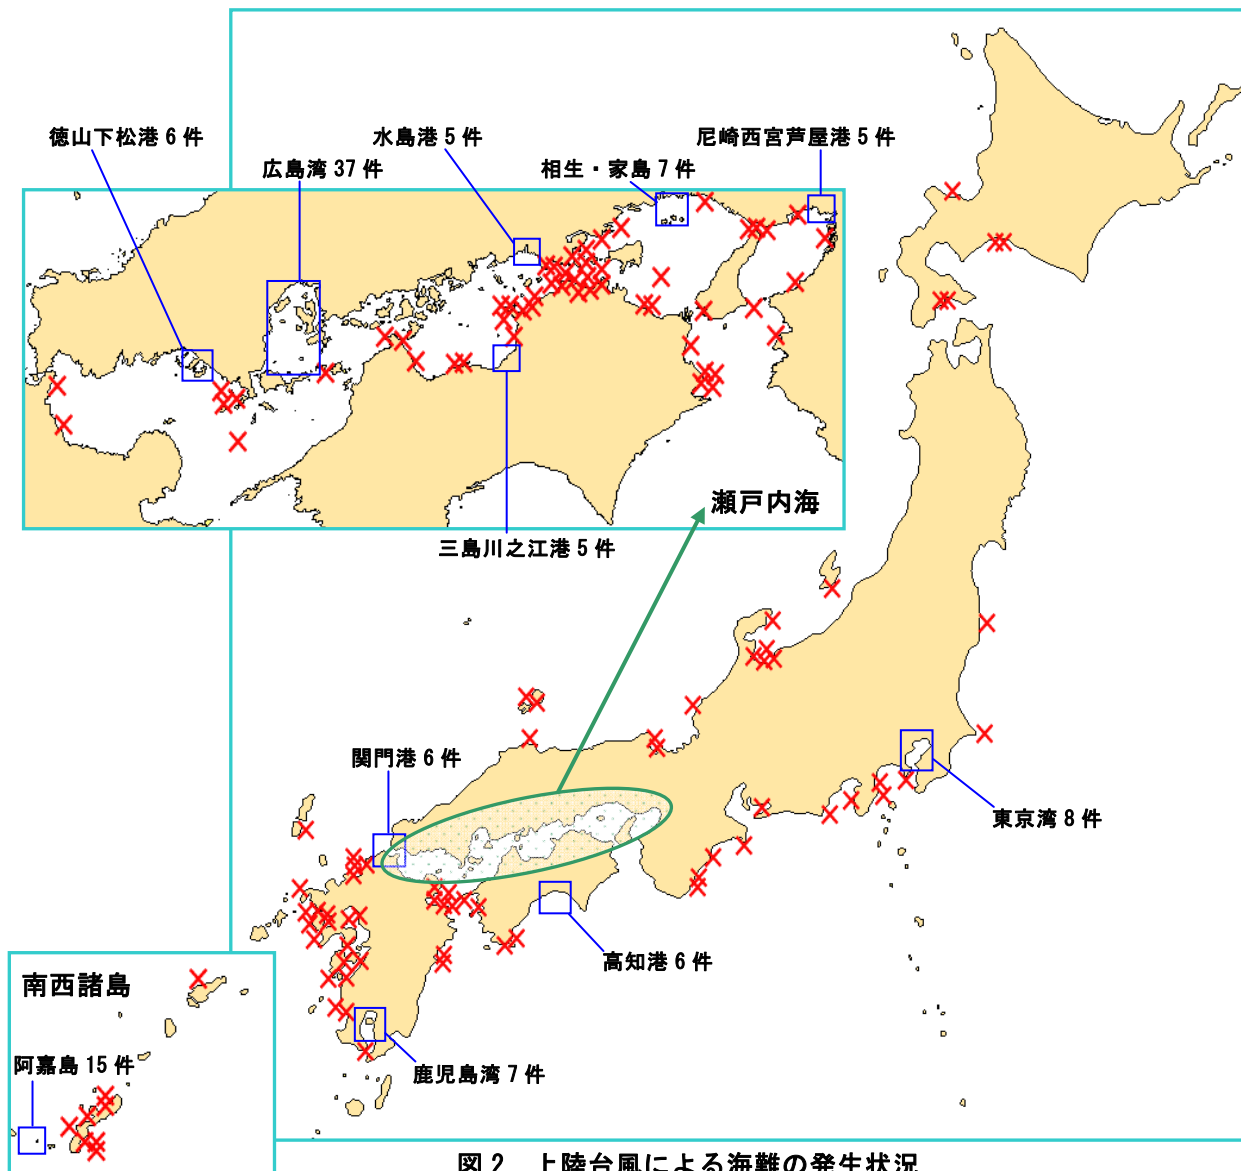 徳山下松港 6 件
水島港 5 件
尼崎西宮芦屋港 5 件
広島湾 37 件
相生・家島 7 件
瀬戸内海
三島川之江港 5 件
関門港 6 件
東京湾 8 件
高知港 6 件
南西諸島
阿嘉島 15 件
鹿児島湾 7 件
図２ 上陸台風による海難の発生状況